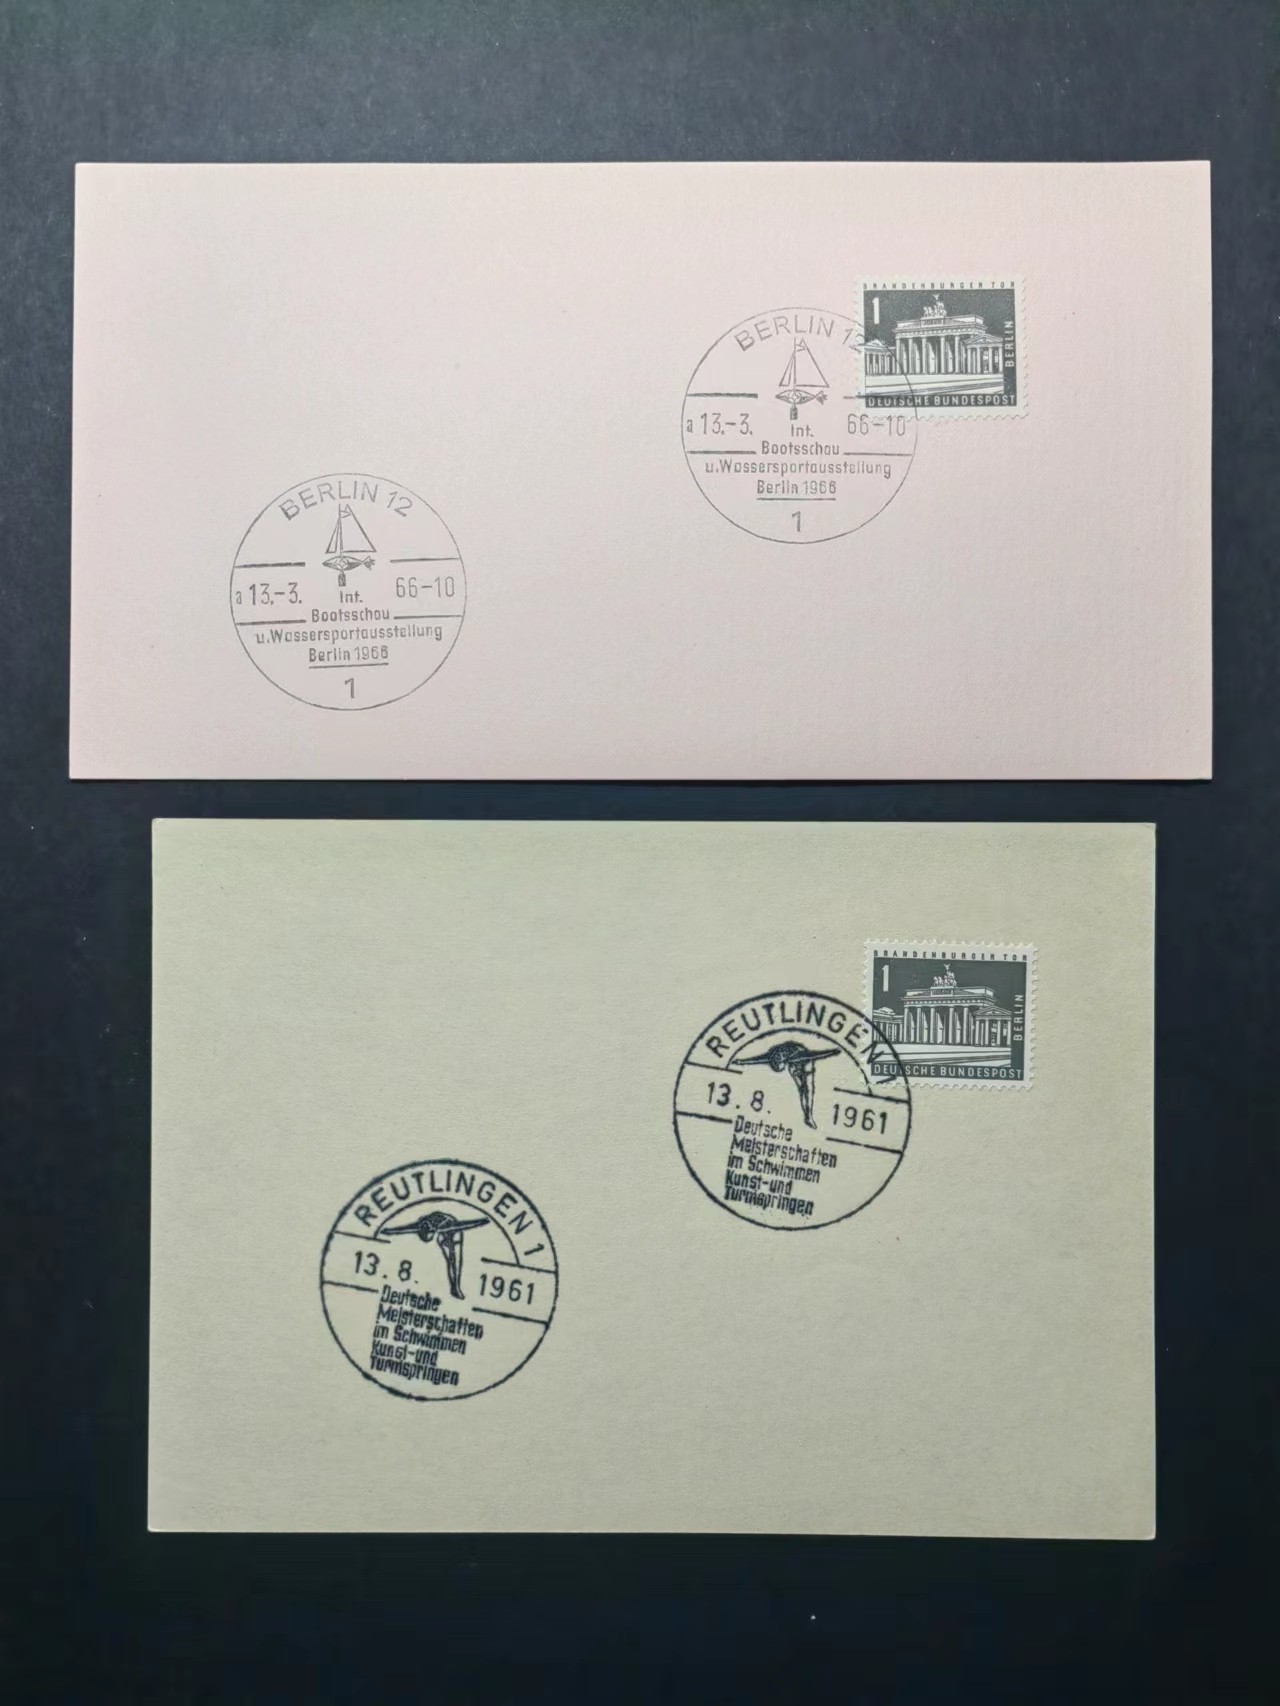 BRANDENBURGER TOR
1
BERLIN
DEUTSCHE BUNDESPOST
BERLIN 12
a 13.-3. 66-10
Int.
Bootsschau
u.Wassersportausstellung
Berlin 1966
1
BERLIN 12
a 13.-3. 66-10
Int.
Bootsschau
u.Wassersportausstellung
Berlin 1966
1
BRANDENBURGER TOR
1
BERLIN
DEUTSCHE BUNDESPOST
REUTLINGEN 1
13.8. 1961
Deutsche
Meisterschaften
im Schwimmen
Kunst-und
Turmspringen
REUTLINGEN 1
13.8. 1961
Deutsche
Meisterschaften
im Schwimmen
Kunst-und
Turmspringen